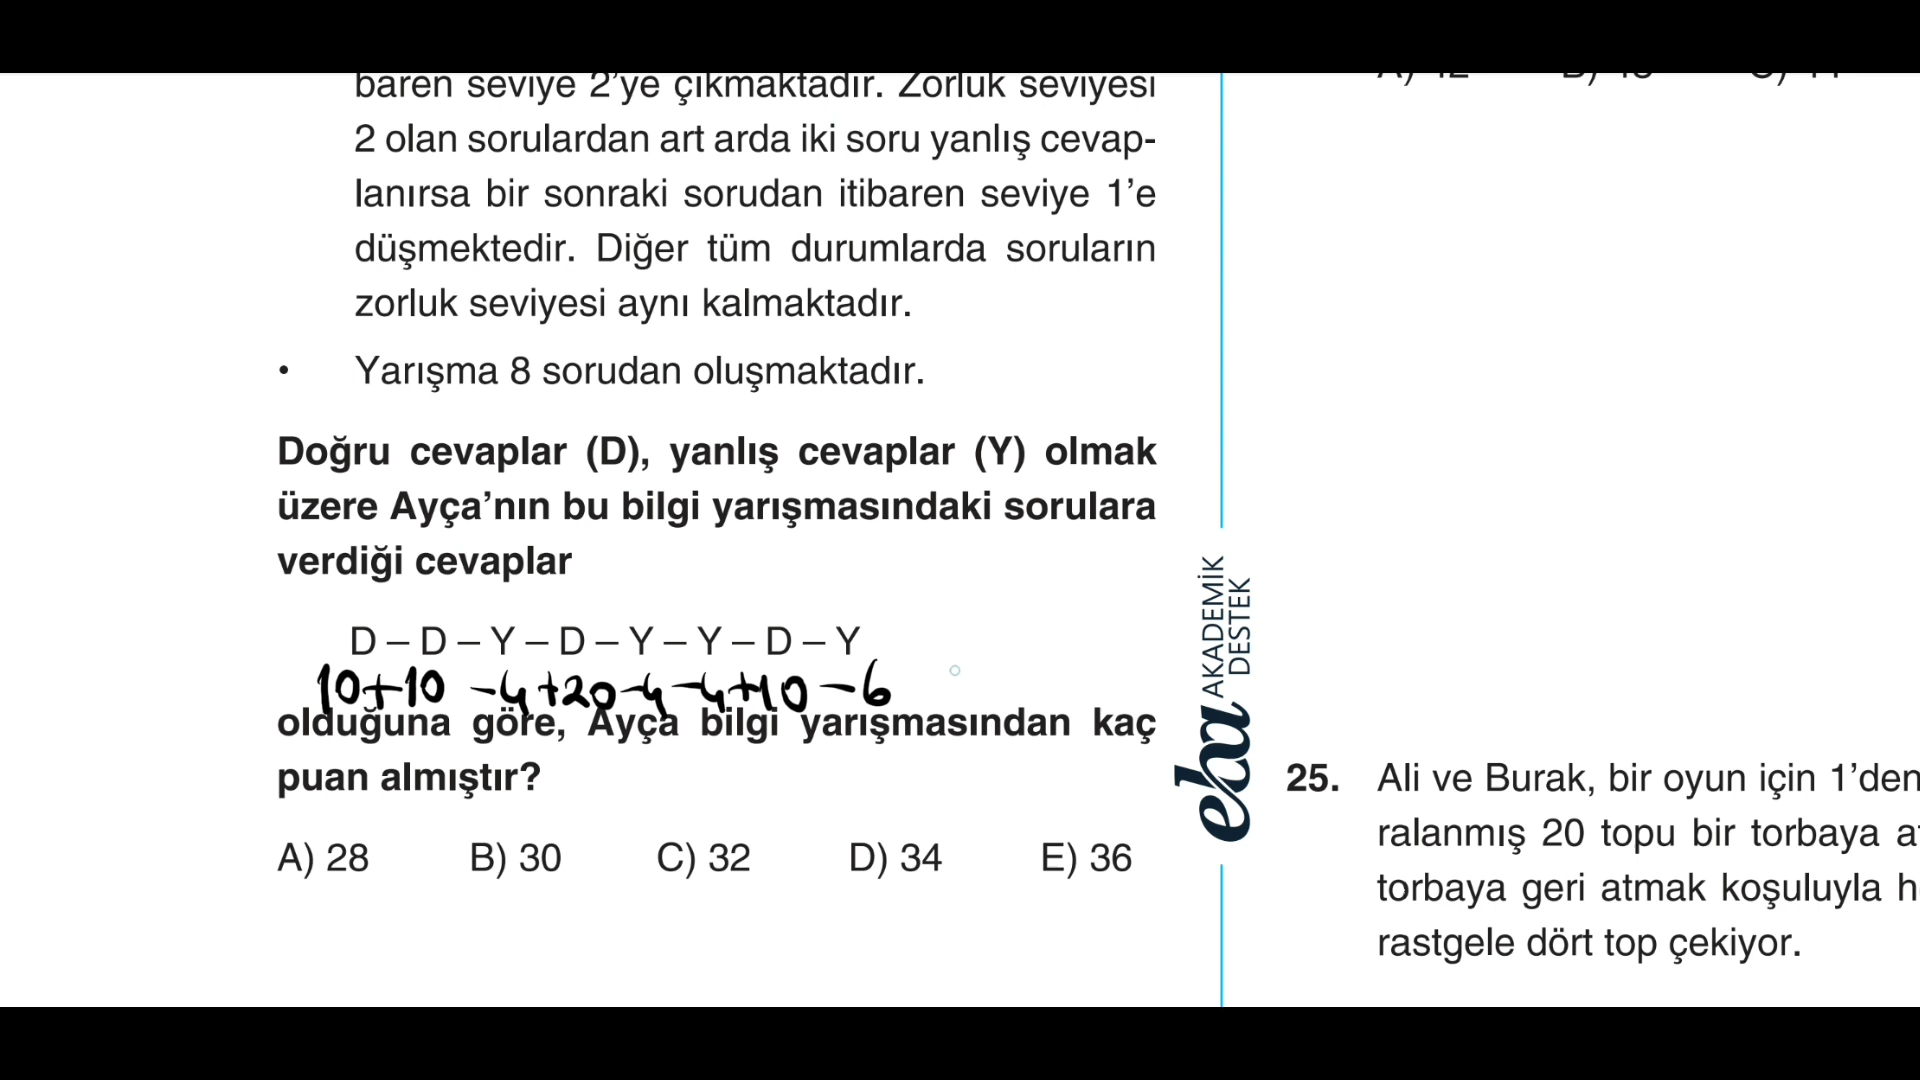 baren seviye 2’ye çıkmaktadır. Zorluk seviyesi
2 olan sorulardan art arda iki soru yanlış cevap-
lanırsa bir sonraki sorudan itibaren seviye 1’e
düşmektedir. Diğer tüm durumlarda soruların
zorluk seviyesi aynı kalmaktadır.
• Yarışma 8 sorudan oluşmaktadır.
Doğru cevaplar (D), yanlış cevaplar (Y) olmak
üzere Ayça’nın bu bilgi yarışmasındaki sorulara
verdiği cevaplar
D – D – Y – D – Y – Y – D – Y
10+10 -4+20-4-4+10-6
olduğuna göre, Ayça bilgi yarışmasından kaç
puan almıştır?
A) 28 B) 30 C) 32 D) 34 E) 36
eba AKADEMİK
DESTEK
25. Ali ve Burak, bir oyun için 1’den
ralanmış 20 topu bir torbaya
torbaya geri atmak koşuluyla
rastgele dört top çekiyor.